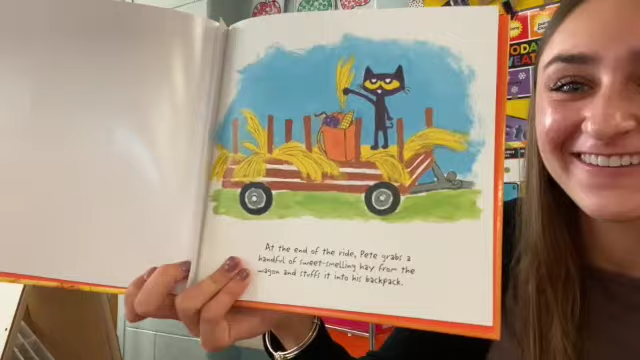 At the end of the ride, Pete grabs a
handful of sweet-smelling hay from the
wagon and stuffs it into his backpack.